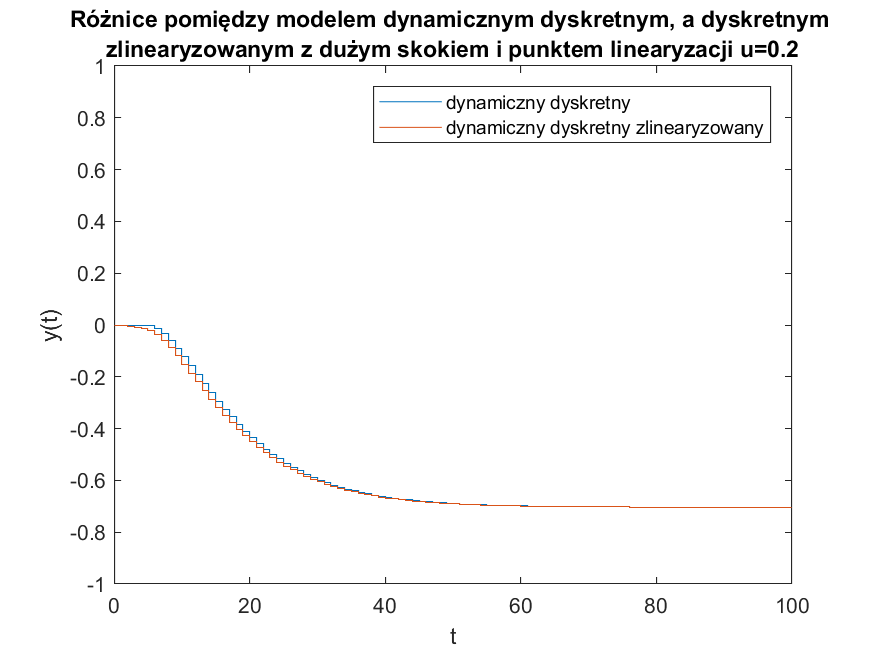 Różnice pomiędzy modelem dynamicznym dyskretnym, a dyskretnym
zlinearyzowanym z dużym skokiem i punktem linearyzacji u=0.2
dynamiczny dyskretny
dynamiczny dyskretny zlinearyzowany
1
0.8
0.6
0.4
0.2
0
-0.2
-0.4
-0.6
-0.8
-1
y(t)
0 20 40 60 80 100
t